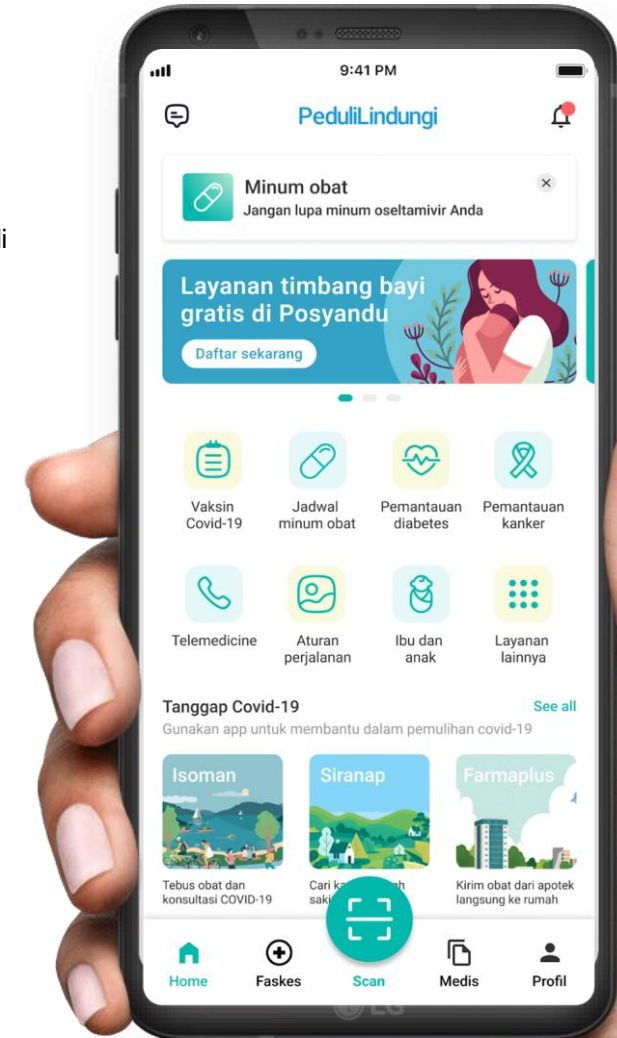 li
9:41 PM
PeduliLindungi
Minum obat
Jangan lupa minum oseltamivir Anda
Layanan timbang bayi
gratis di Posyandu
Daftar sekarang
Vaksin
Covid-19
Jadwal
minum obat
Pemantauan
diabetes
Pemantauan
kanker
Telemedicine
Aturan
perjalanan
Ibu dan
anak
Layanan
lainnya
Tanggap Covid-19
See all
Gunakan app untuk membantu dalam pemulihan covid-19
Isoman
Siranap
Farmaplus
Tebus obat dan
konsultasi COVID-19
Cari
Kirim obat dari apotek
langsung ke rumah
Home
Faskes
Scan
Medis
Profil
LG